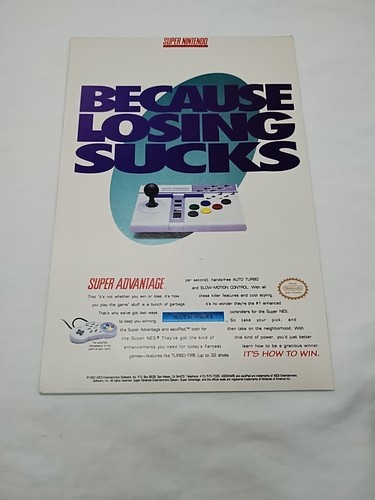 SUPER NINTENDO
BECAUSE
LOSING
SUCKS
SUPER ADVANTAGE
That "it's not whether you win or lose, it's how
you play the game" stuff is a bunch of garbage.
That's why we've got two ways
to keep you winning:
the Super Advantage and asciiPad,™ both for
the Super NES.® They've got the kind of
enhancements you need for today's fiercest
games–features like TURBO-FIRE (up to 32 shots
per second), hands-free AUTO TURBO
and SLOW-MOTION CONTROL. With all
these killer features and cool styling,
it's no wonder they're the #1 enhanced
controllers for the Super NES.
So take your pick, and
then take on the neighborhood. With
this kind of power, you'll just better
learn how to be a gracious winner.
IT'S HOW TO WIN.